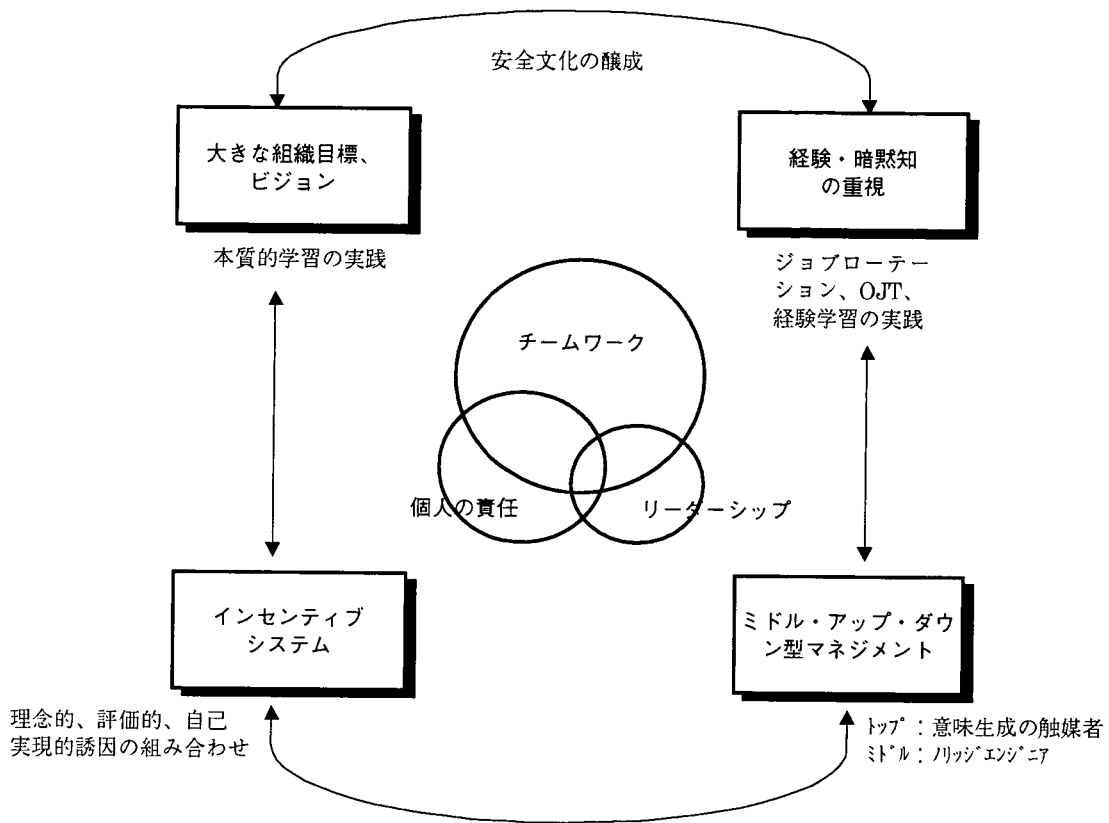 安全文化の醸成
大きな組織目標、
ビジョン
経験・暗黙知
の重視
本質的学習の実践
ジョブローテー
ション、OJT、
経験学習の実践
チームワーク
個人の責任
リーダーシップ
インセンティブ
システム
ミドル・アップ・ダウ
ン型マネジメント
理念的、評価的、自己
実現的誘因の組み合わせ
ﾄｯﾌﾟ：意味生成の触媒者
ﾐﾄﾞﾙ：ﾉﾘｯｼﾞｴﾝｼﾞﾆｱ